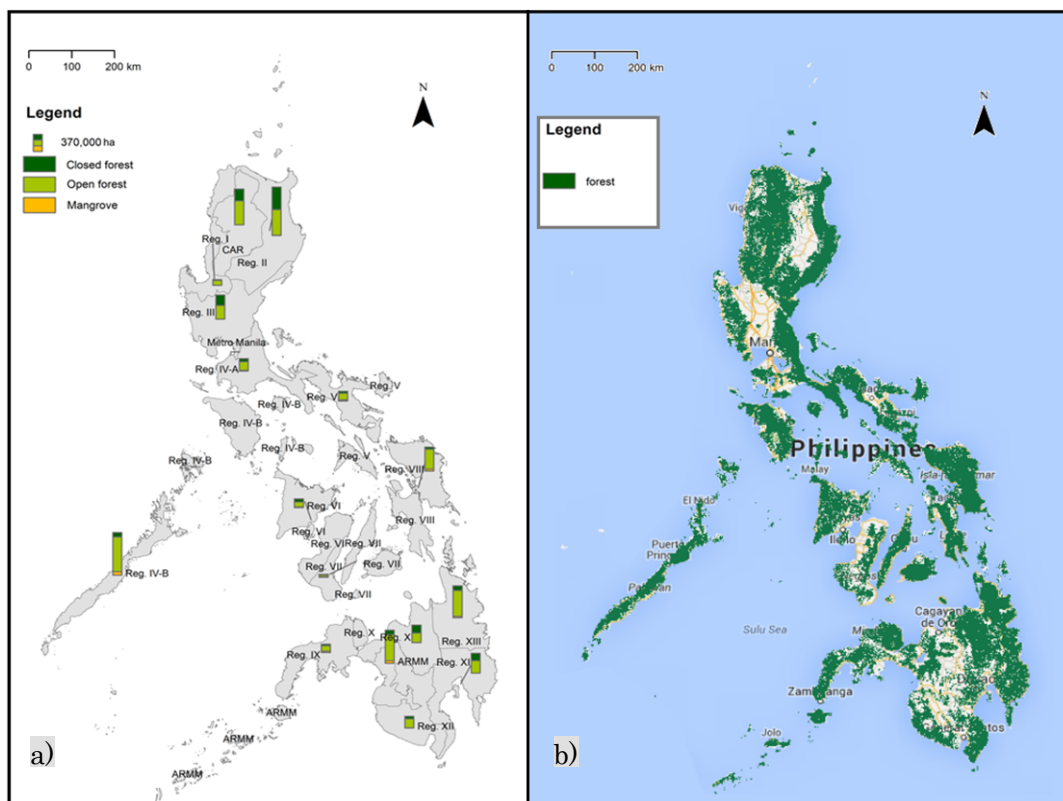 0 100 200 km
N
Legend
370,000 ha
Closed forest
Open forest
Mangrove
Reg. I
CAR
Reg. II
Reg. III
Metro Manila
Reg. IV-A
Reg. V
Reg. V
Reg. IV-B
Reg. IV-B
Reg. IV-B
Reg. V
Reg. IV-B
Reg. VIII
Reg. VI
Reg. VIII
Reg. VI
Reg. VI
Reg. VII
Reg. VII
Reg. VII
Reg. IV-B
Reg. VII
Reg. X
Reg. X
Reg. XIII
Reg. IX
ARMM
Reg. XI
ARMM
Reg. XII
ARMM
ARMM
a)
0 100 200 km
N
Legend
forest
Vig
Man
Philippines
Malay
El Nido
Iloilo
Puerto
Princ
Cagayan
de Oro
Sulu Sea
Zamboanga
Jolo
b)